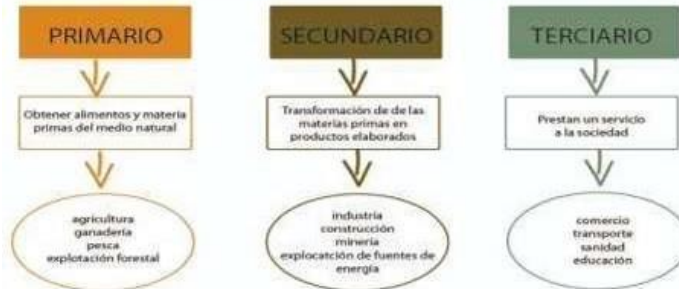 PRIMARIO
Obtener alimentos y materia
primas del medio natural
agricultura
ganadería
pesca
explotación forestal
SECUNDARIO
Transformación de de las
materias primas en
productos elaborados
industria
construcción
minería
explocatción de fuentes de
energía
TERCIARIO
Prestan un servicio
a la sociedad
comercio
transporte
sanidad
educación